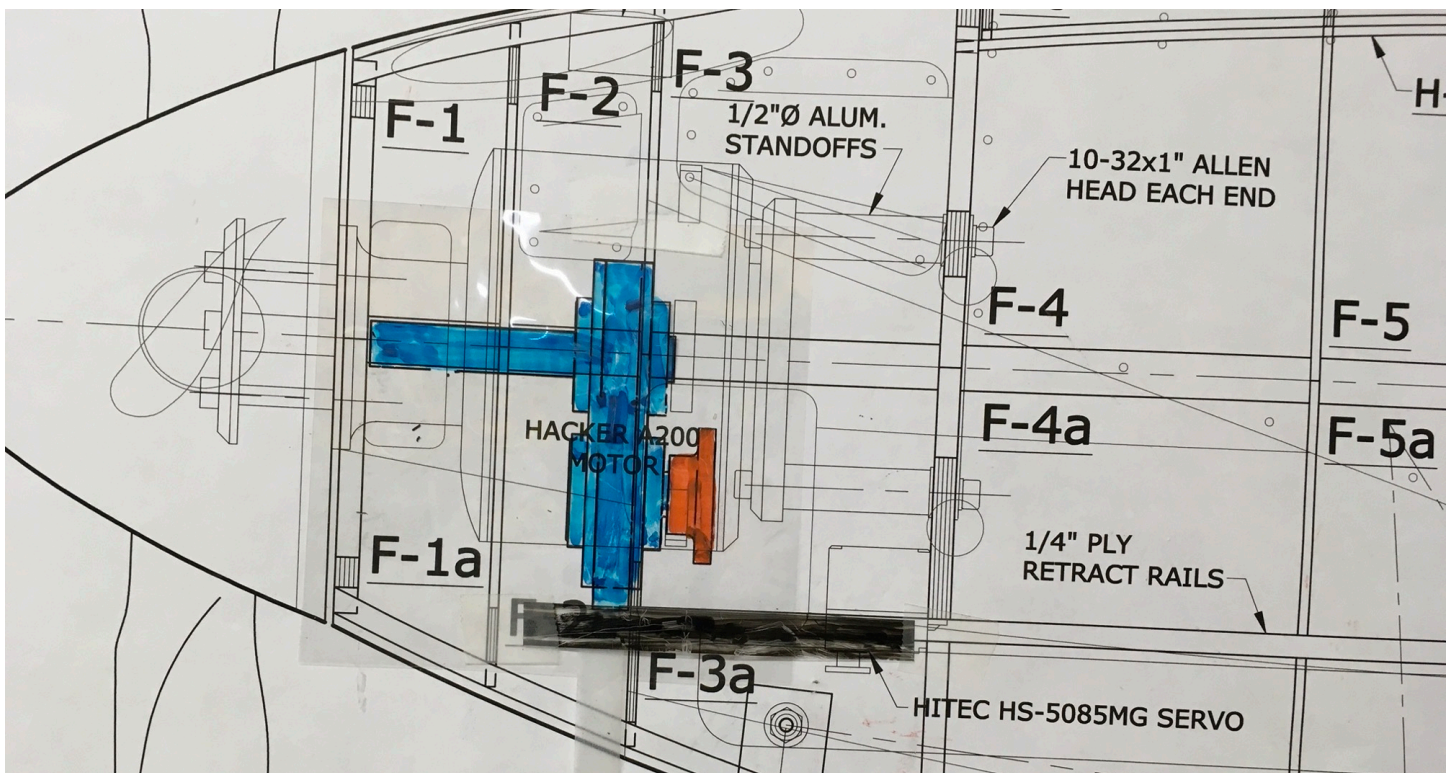 F-1
F-2
F-3
1/2"Ø ALUM.
STANDOFFS
10-32x1" ALLEN
HEAD EACH END
F-4
F-5
HACKER A200
MOTOR
F-4a
F-5a
F-1a
1/4" PLY
RETRACT RAILS
F-3a
HITEC HS-5085MG SERVO